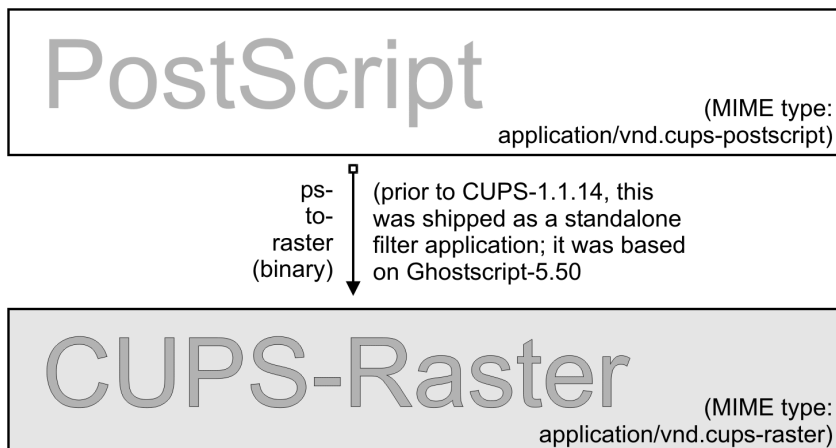 PostScript
(MIME type:
application/vnd.cups-postscript)
ps-
to-
raster
(binary)
(prior to CUPS-1.1.14, this
was shipped as a standalone
filter application; it was based
on Ghostscript-5.50
CUPS-Raster
(MIME type:
application/vnd.cups-raster)